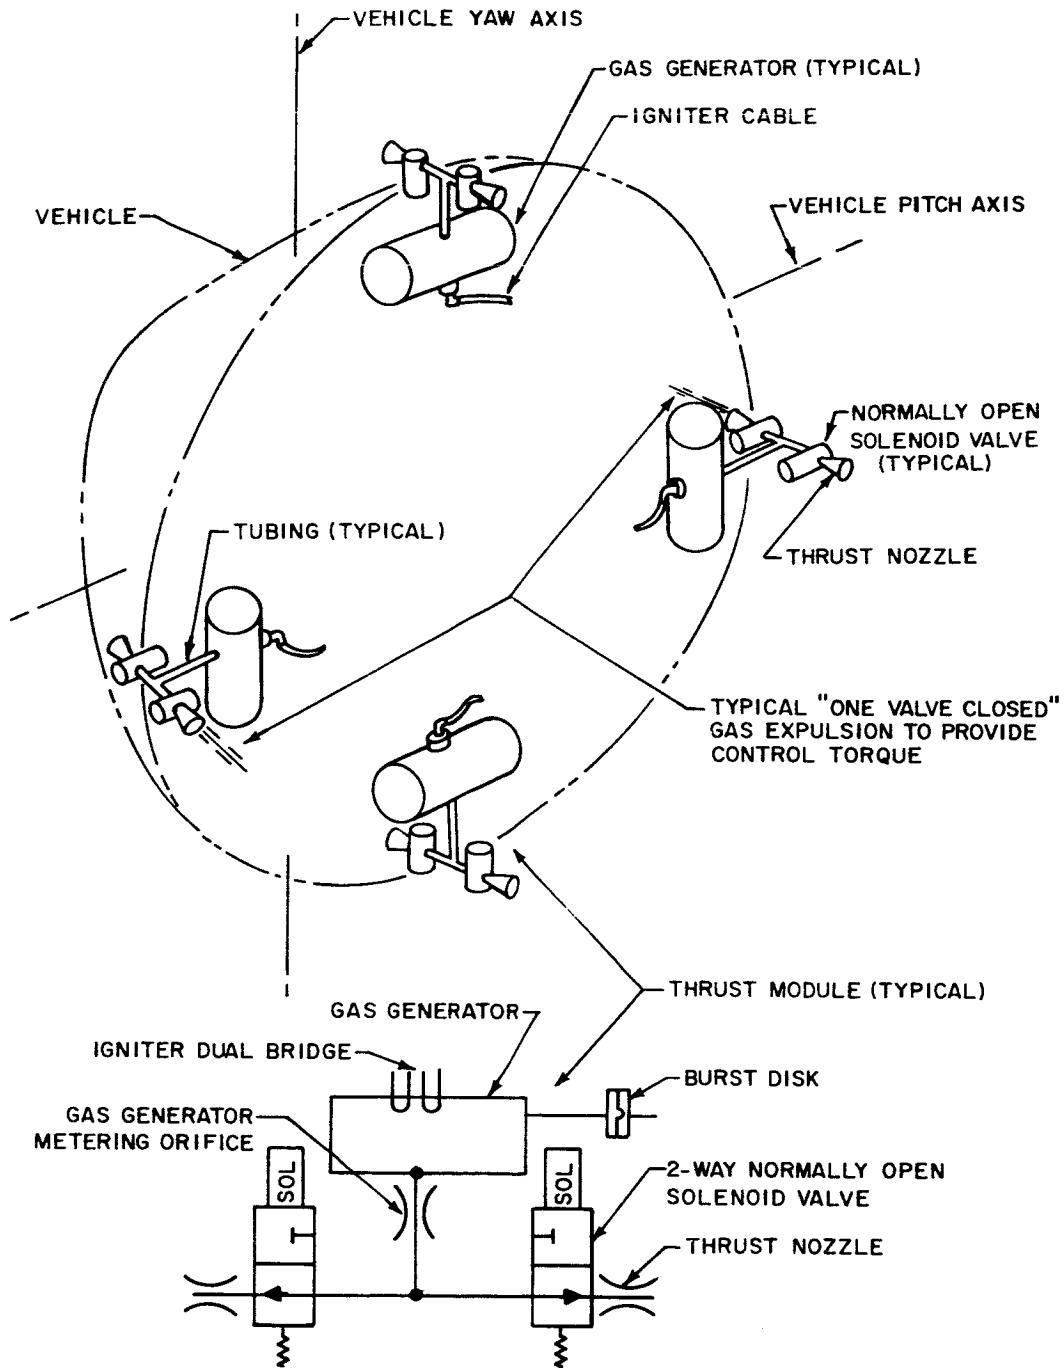 VEHICLE YAW AXIS
GAS GENERATOR (TYPICAL)
IGNITER CABLE
VEHICLE
VEHICLE PITCH AXIS
NORMALLY OPEN
SOLENOID VALVE
(TYPICAL)
TUBING (TYPICAL)
THRUST NOZZLE
TYPICAL "ONE VALVE CLOSED"
GAS EXPULSION TO PROVIDE
CONTROL TORQUE
THRUST MODULE (TYPICAL)
GAS GENERATOR
IGNITER DUAL BRIDGE
BURST DISK
GAS GENERATOR
METERING ORIFICE
SOL
SOL
2-WAY NORMALLY OPEN
SOLENOID VALVE
THRUST NOZZLE